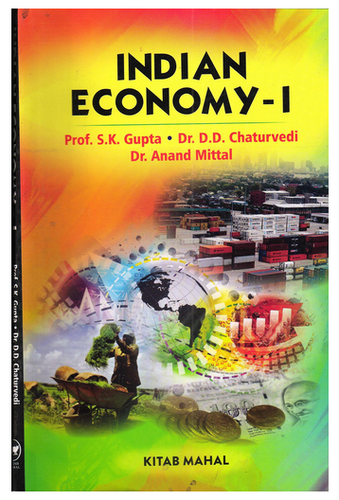 INDIAN
ECONOMY-I
Prof. S.K. Gupta • Dr. D.D. Chaturvedi
Dr. Anand Mittal
KITAB MAHAL
Prof. S.K. Gupta • Dr. D.D. Chaturvedi